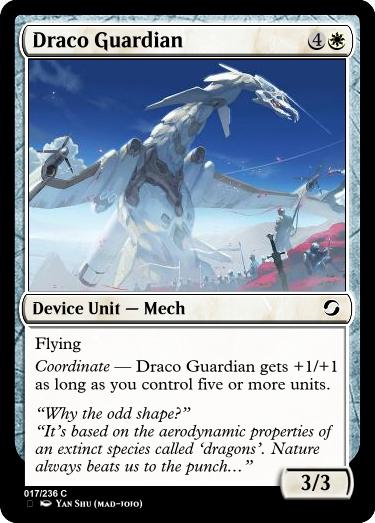 Draco Guardian 4
Device Unit — Mech
Flying
Coordinate — Draco Guardian gets +1/+1
as long as you control five or more units.
“Why the odd shape?”
“It’s based on the aerodynamic properties of
an extinct species called ‘dragons’. Nature
always beats us to the punch…”
3/3
017/236 C
Yan Shu (mad-jojo)